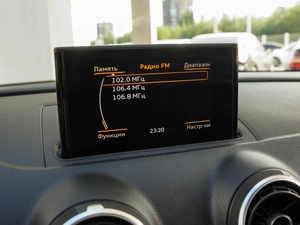 Память Радио FM Диапазон
102.0 МГц
106.4 МГц
106.8 МГц
Функции 23:20 Настр-ки